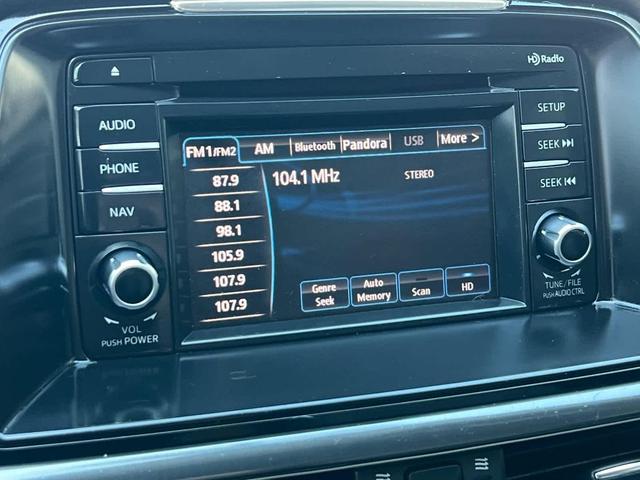 HD Radio
AUDIO
PHONE
NAV
VOL
PUSH POWER
FM1/FM2 AM Bluetooth Pandora USB More >
87.9
88.1
98.1
105.9
107.9
107.9
104.1 MHz STEREO
Genre
Seek
Auto
Memory
Scan
HD
SETUP
SEEK
SEEK
TUNE/FILE
PUSH AUDIO CTRL